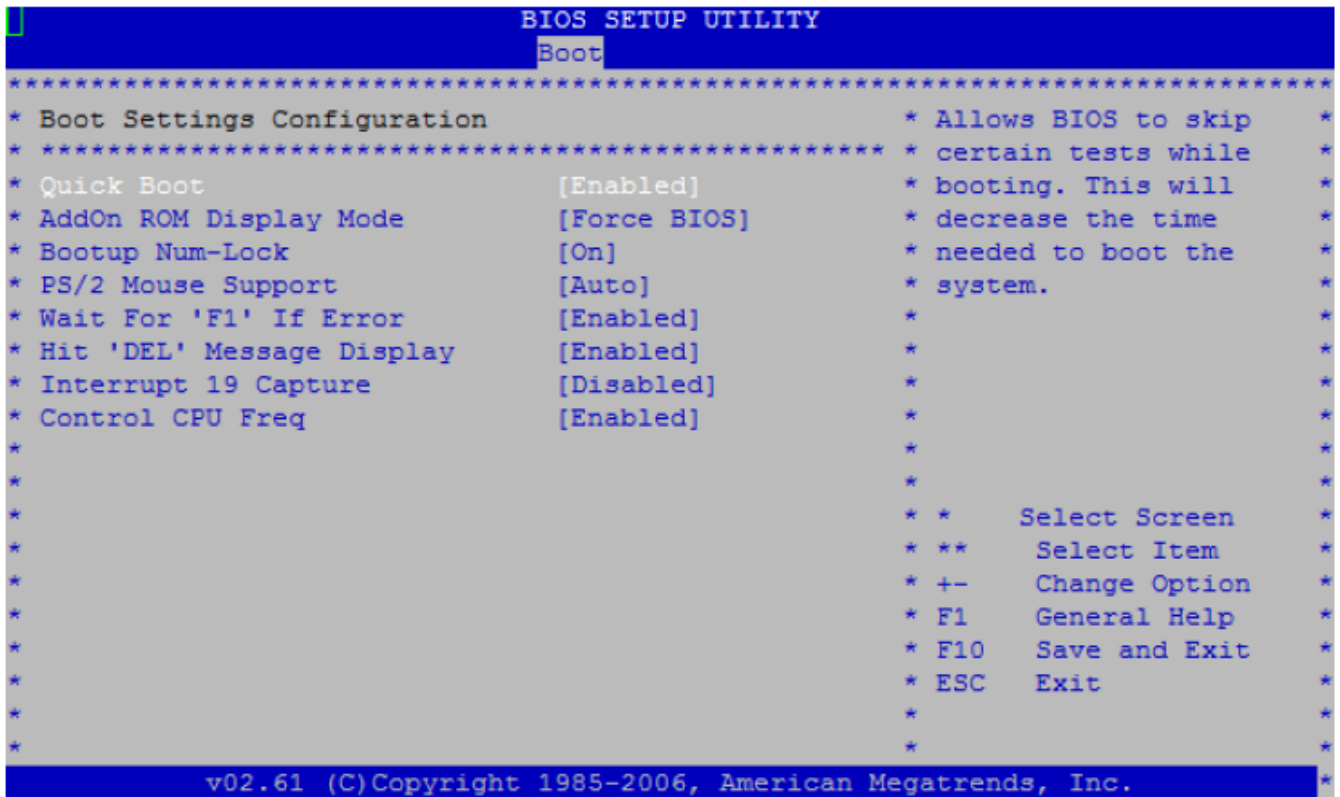 BIOS SETUP UTILITY
Boot
********************************************************************************
* Boot Settings Configuration * Allows BIOS to skip *
* *************************************************** * certain tests while *
* Quick Boot [Enabled] * booting. This will *
* AddOn ROM Display Mode [Force BIOS] * decrease the time *
* Bootup Num-Lock [On] * needed to boot the *
* PS/2 Mouse Support [Auto] * system. *
* Wait For 'F1' If Error [Enabled] * *
* Hit 'DEL' Message Display [Enabled] * *
* Interrupt 19 Capture [Disabled] * *
* Control CPU Freq [Enabled] * *
* * *
* * *
* * * Select Screen *
* * ** Select Item *
* * +- Change Option *
* * F1 General Help *
* * F10 Save and Exit *
* * ESC Exit *
* * *
* * *
v02.61 (C)Copyright 1985-2006, American Megatrends, Inc. *